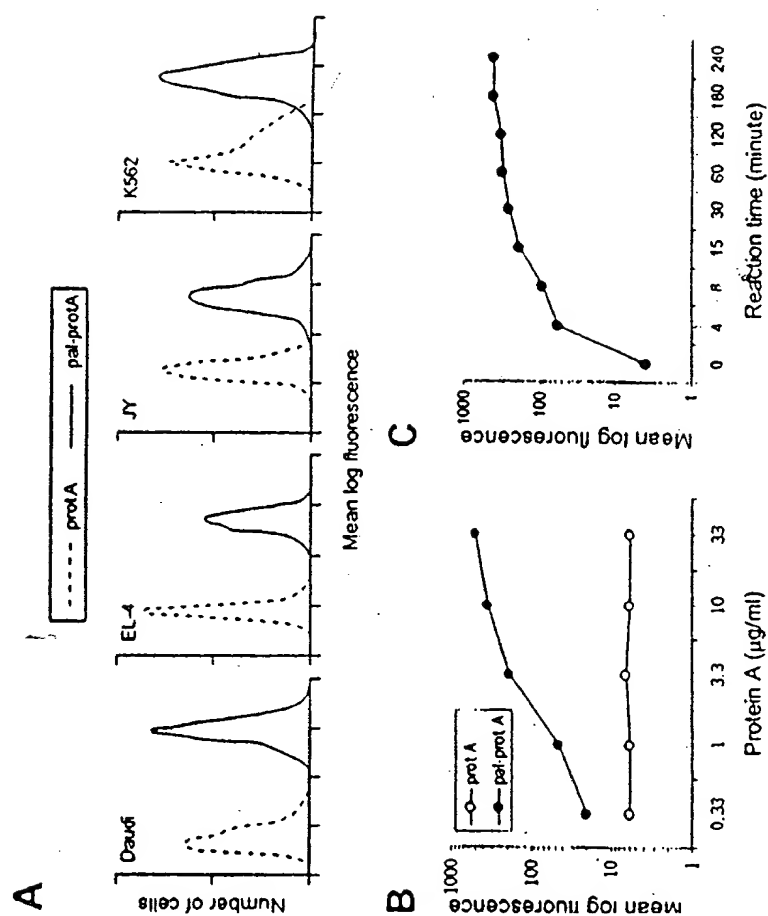 A
prot A pal-protA
Number of cells
Daudi
EL-4
JY
K562
Mean log fluorescence
B
Mean log fluorescence
1000
100
10
1
prot A
pal-prot A
0.33 1 3.3 10 33
Protein A (µg/ml)
C
Mean log fluorescence
1000
100
10
1
0 4 8 15 30 60 120 180 240
Reaction time (minute)